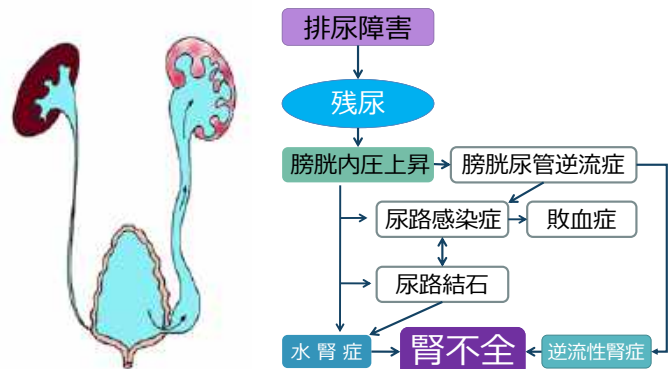 排尿障害
残尿
膀胱内圧上昇
膀胱尿管逆流症
尿路感染症
敗血症
尿路結石
水腎症
腎不全
逆流性腎症